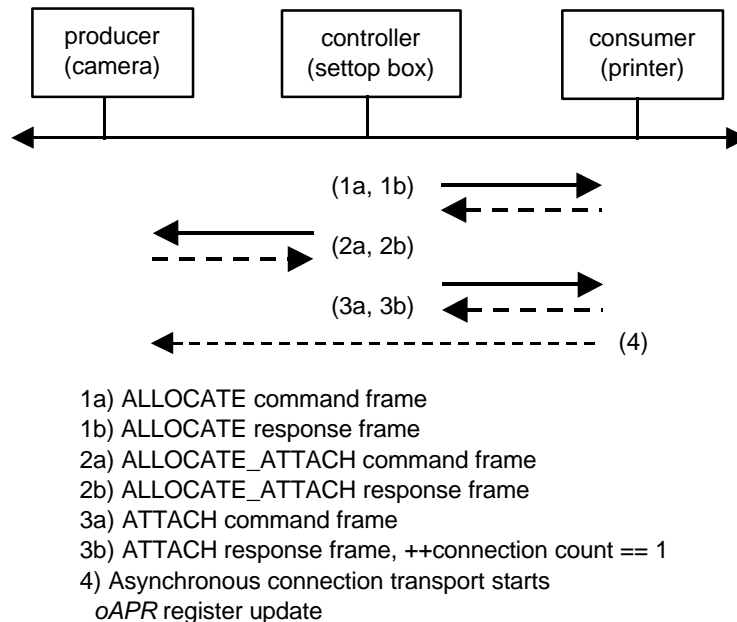 producer
(camera)
controller
(settop box)
consumer
(printer)
(1a, 1b)
(2a, 2b)
(3a, 3b)
(4)
1a) ALLOCATE command frame
1b) ALLOCATE response frame
2a) ALLOCATE_ATTACH command frame
2b) ALLOCATE_ATTACH response frame
3a) ATTACH command frame
3b) ATTACH response frame, ++connection count == 1
4) Asynchronous connection transport starts
oAPR register update